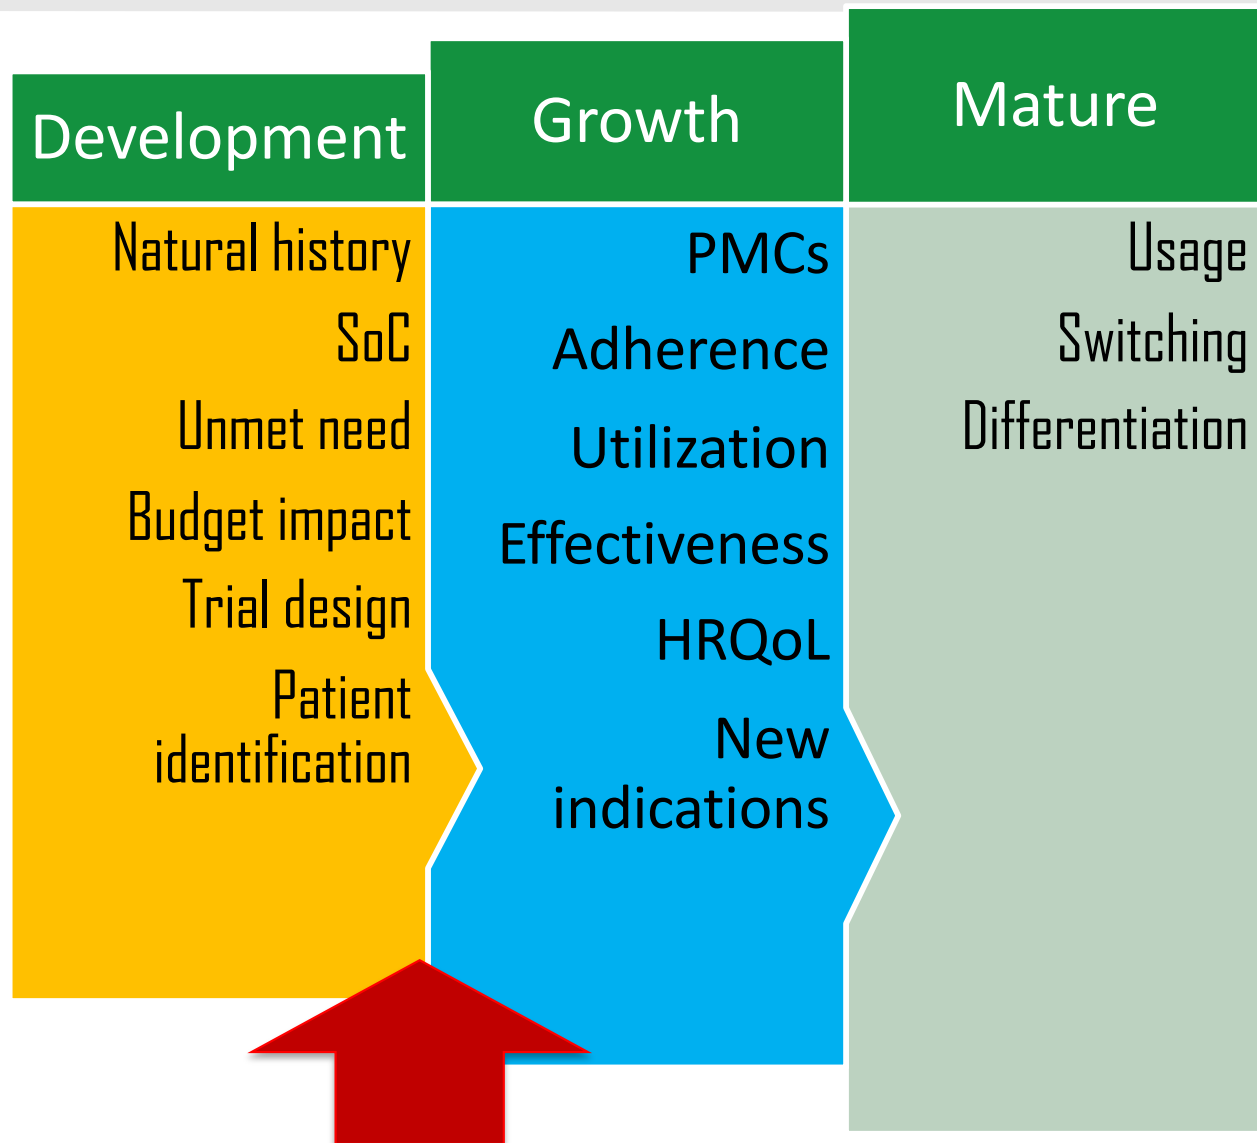 Development
Growth
Mature
Natural history
SoC
Unmet need
Budget impact
Trial design
Patient
identification
PMCs
Adherence
Utilization
Effectiveness
HRQoL
New
indications
Usage
Switching
Differentiation